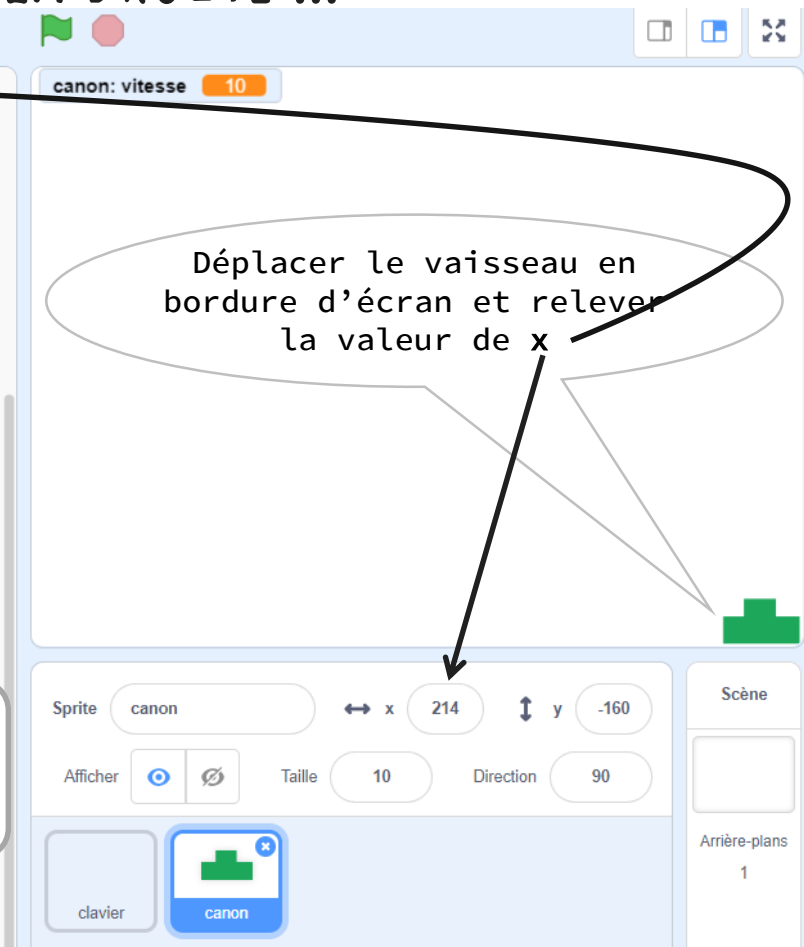 canon: vitesse 10
Déplacer le vaisseau en
bordure d’écran et relever
la valeur de x
Sprite canon x 214 y -160
Afficher Taille 10 Direction 90
clavier
canon
Scène
Arrière-plans
1